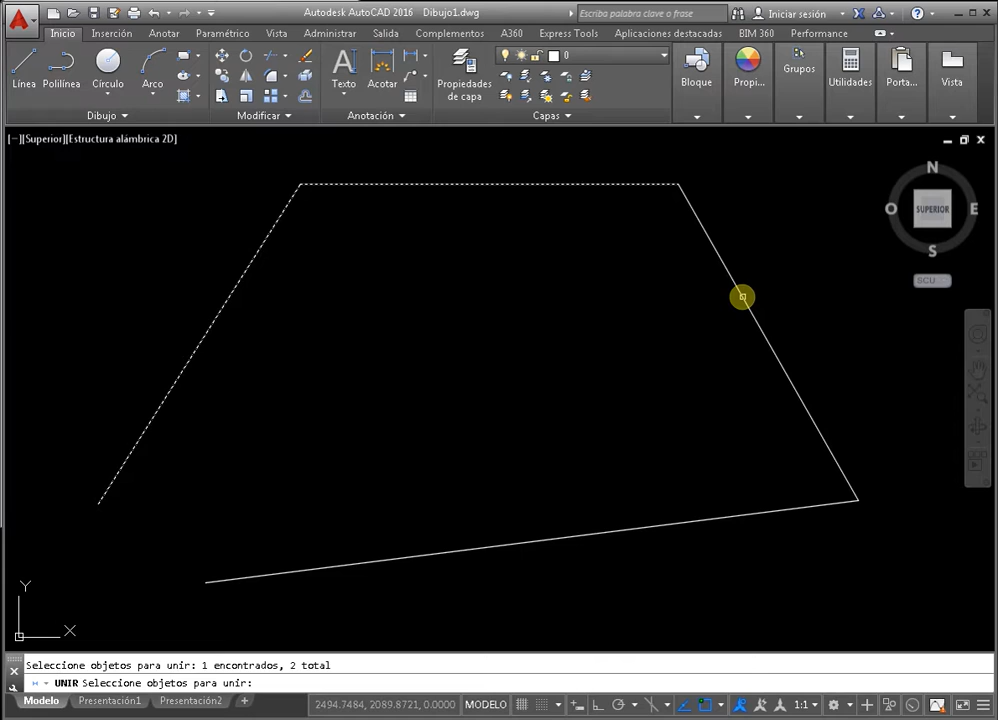 Autodesk AutoCAD 2016 Dibujo1.dwg
Escriba palabra clave o frase
Iniciar sesión
Inicio Inserción Anotar Paramétrico Vista Administrar Salida Complementos A360 Express Tools Aplicaciones destacadas BIM 360 Performance
0
Línea Polilínea Círculo Arco Texto Acotar Propiedades de capa Bloque Propi... Grupos Utilidades Porta... Vista
Dibujo Modificar Anotación Capas
[−][Superior][Estructura alámbrica 2D]
N
O SUPERIOR E
S
SCU
Y
X
Seleccione objetos para unir: 1 encontrados, 2 total
UNIR Seleccione objetos para unir:
Modelo Presentación1 Presentación2 + 2494.7484, 2089.8721, 0.0000 MODELO 1:1